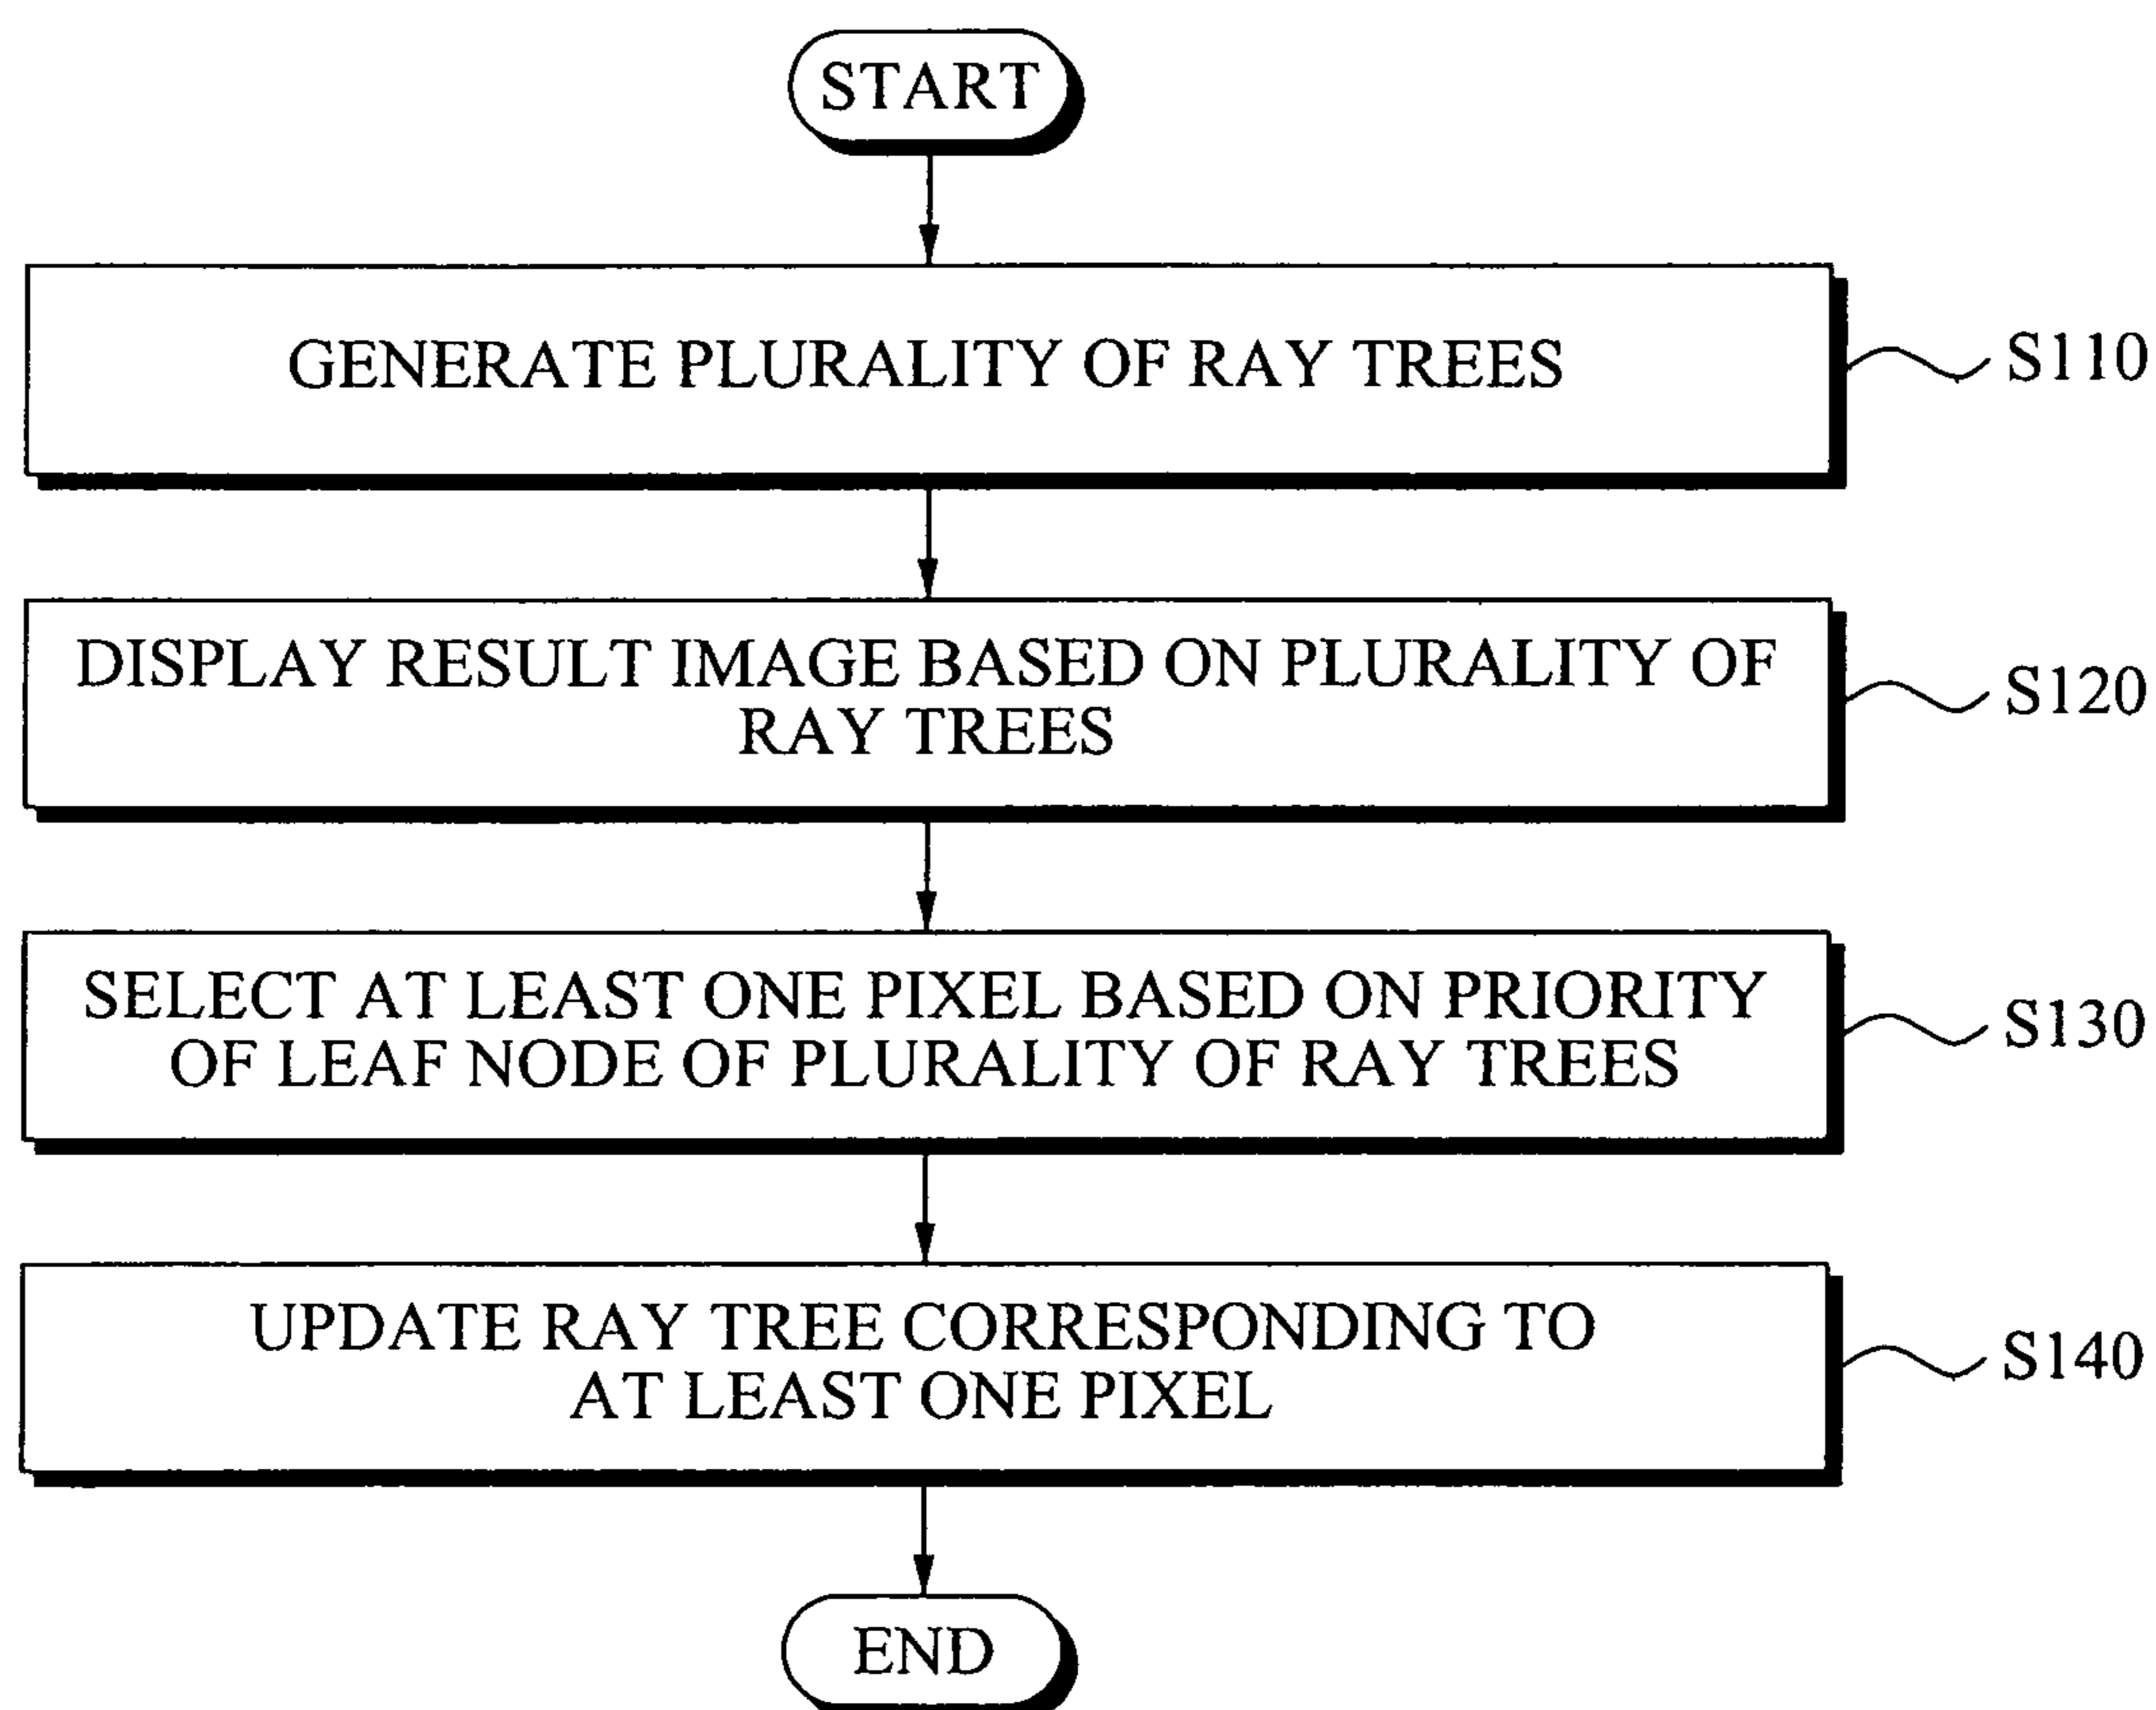 START
GENERATE PLURALITY OF RAY TREES
S110
DISPLAY RESULT IMAGE BASED ON PLURALITY OF
RAY TREES
S120
SELECT AT LEAST ONE PIXEL BASED ON PRIORITY
OF LEAF NODE OF PLURALITY OF RAY TREES
S130
UPDATE RAY TREE CORRESPONDING TO
AT LEAST ONE PIXEL
S140
END